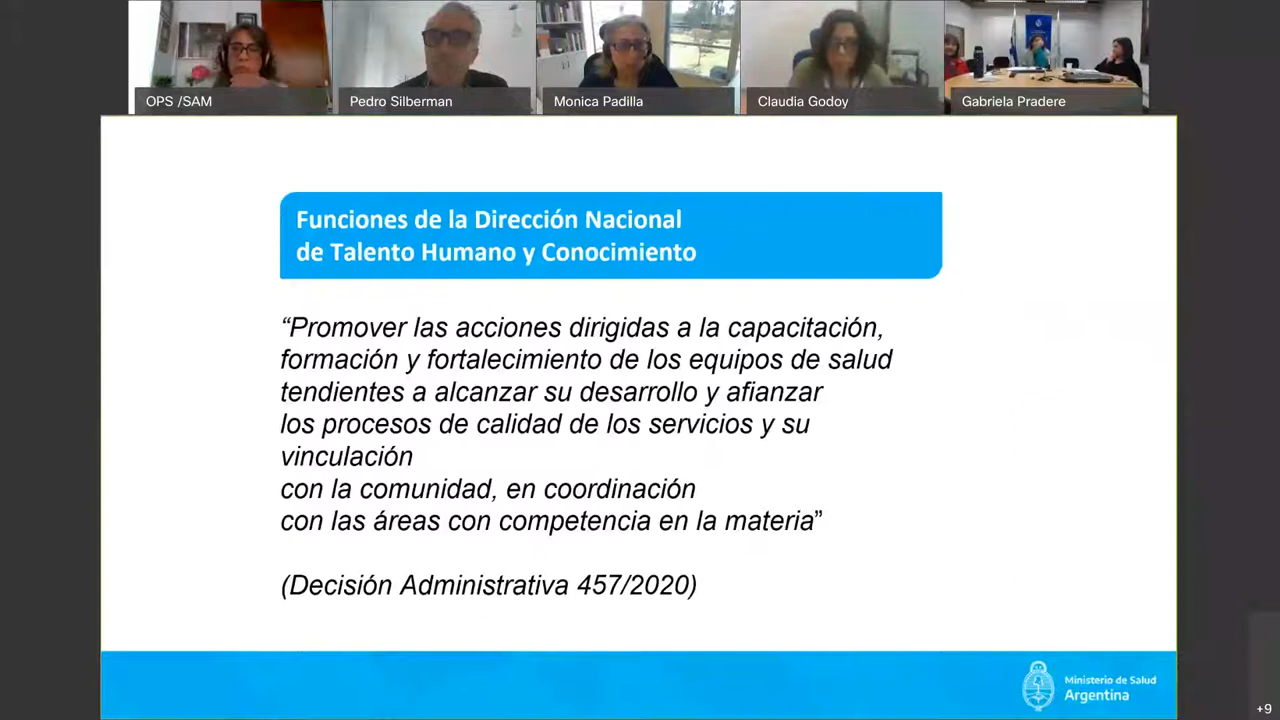 OPS /SAM
Pedro Silberman
Monica Padilla
Claudia Godoy
Gabriela Pradere
Funciones de la Dirección Nacional
de Talento Humano y Conocimiento
“Promover las acciones dirigidas a la capacitación,
formación y fortalecimiento de los equipos de salud
tendientes a alcanzar su desarrollo y afianzar
los procesos de calidad de los servicios y su
vinculación
con la comunidad, en coordinación
con las áreas con competencia en la materia”
(Decisión Administrativa 457/2020)
Ministerio de Salud
Argentina
+9